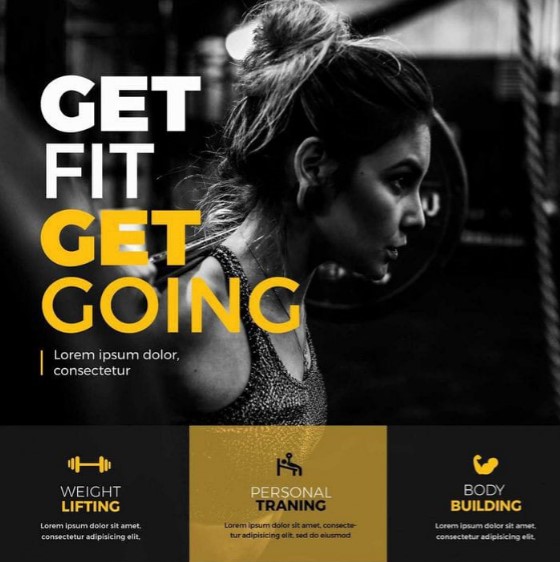 GET
FIT
GET
GOING
Lorem ipsum dolor,
consectetur
WEIGHT
LIFTING
Lorem ipsum dolor sit amet,
consectetur adipisicing elit,
PERSONAL
TRANING
Lorem ipsum dolor sit amet, consecte-
tur adipisicing elit, sed do eiusmod
BODY
BUILDING
Lorem ipsum dolor sit amet,
consectetur adipisicing elit,